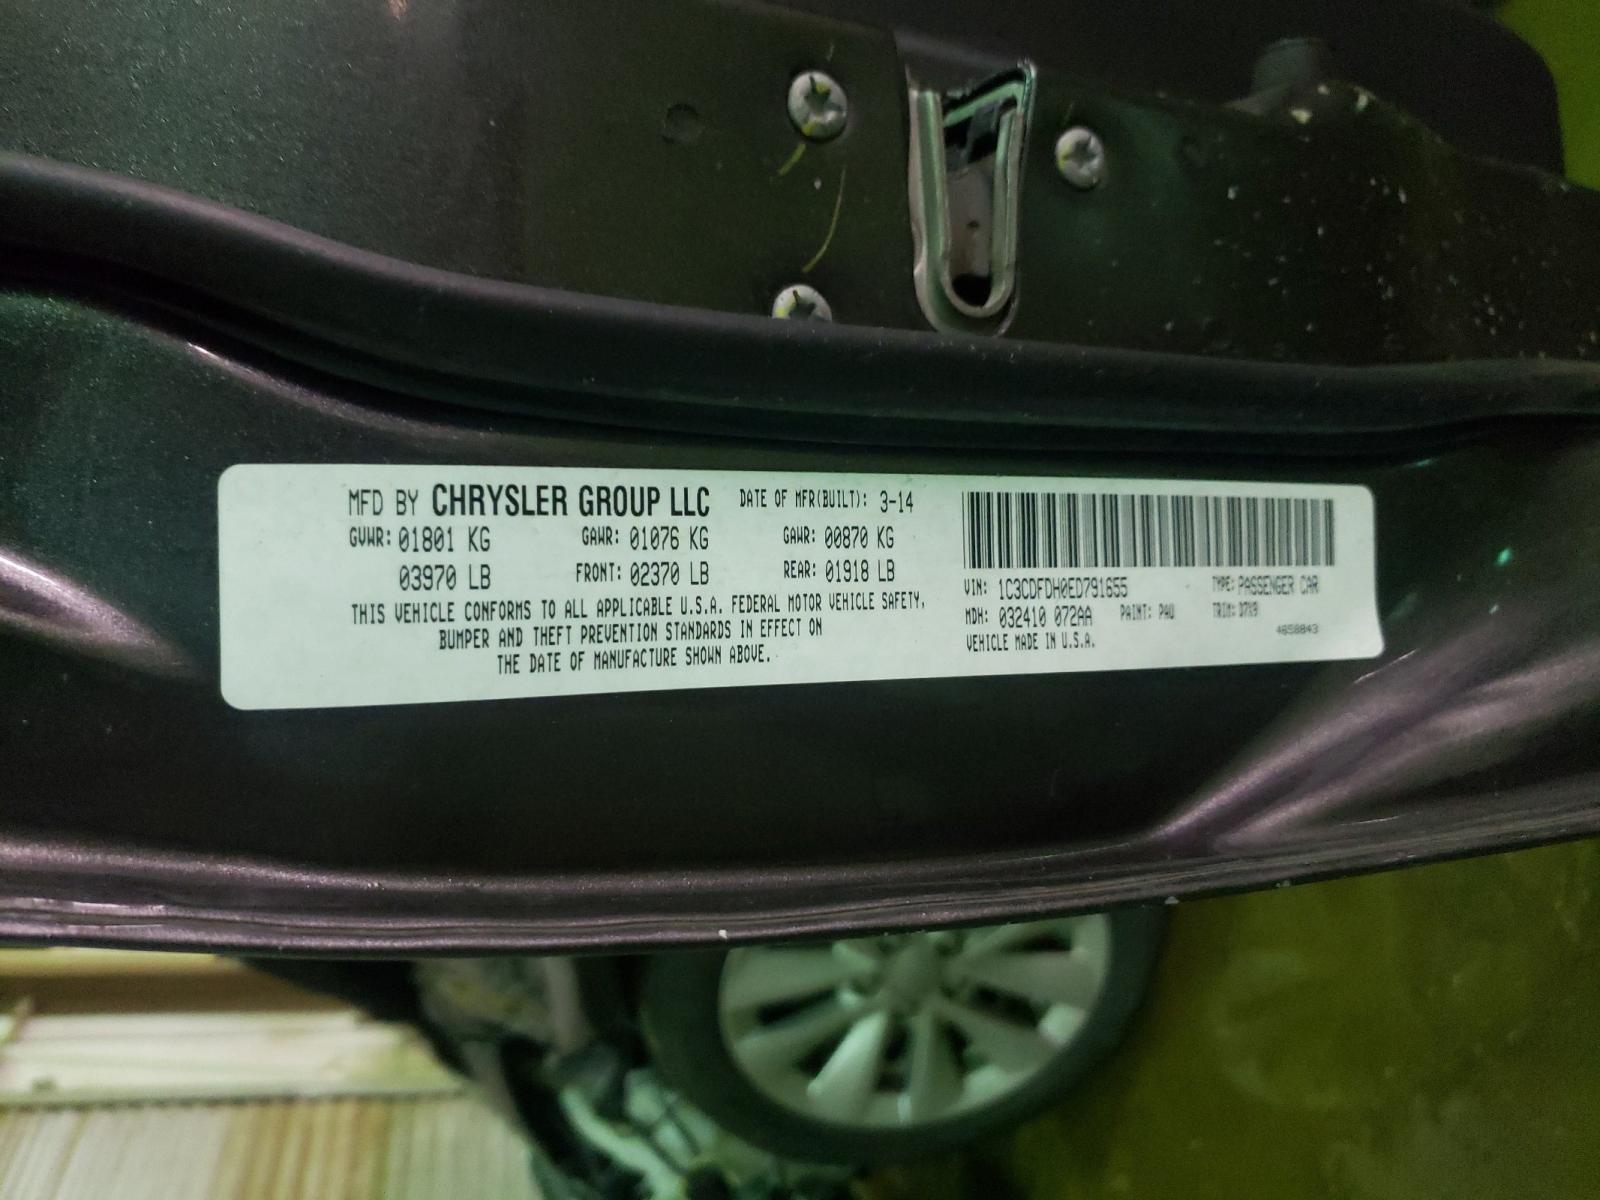 MFD BY CHRYSLER GROUP LLC DATE OF MFR(BUILT): 3-14
GVWR: 01801 KG GAWR: 01076 KG GAWR: 00870 KG
03970 LB FRONT: 02370 LB REAR: 01918 LB
THIS VEHICLE CONFORMS TO ALL APPLICABLE U.S.A. FEDERAL MOTOR VEHICLE SAFETY,
BUMPER AND THEFT PREVENTION STANDARDS IN EFFECT ON
THE DATE OF MANUFACTURE SHOWN ABOVE.
VIN: 1C3CDFDH0ED791655 TYPE: PASSENGER CAR
MDH: 032410 072AA PAINT: PAU TRIM: D7X9
VEHICLE MADE IN U.S.A. 4658843